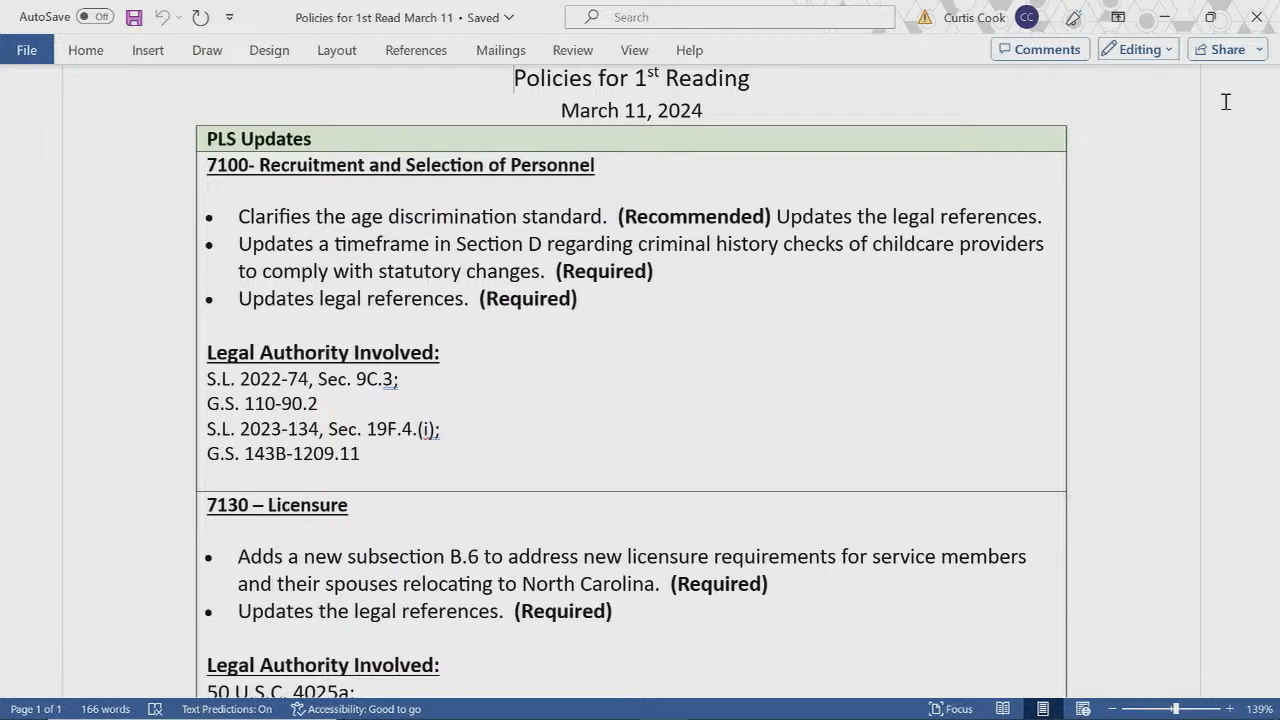 AutoSave Off Policies for 1st Read March 11 • Saved Search Curtis Cook CC
File Home Insert Draw Design Layout References Mailings Review View Help Comments Editing Share
Policies for 1st Reading
March 11, 2024
PLS Updates
7100- Recruitment and Selection of Personnel
• Clarifies the age discrimination standard. (Recommended) Updates the legal references.
• Updates a timeframe in Section D regarding criminal history checks of childcare providers
to comply with statutory changes. (Required)
• Updates legal references. (Required)
Legal Authority Involved:
S.L. 2022-74, Sec. 9C.3;
G.S. 110-90.2
S.L. 2023-134, Sec. 19F.4.(i);
G.S. 143B-1209.11
7130 – Licensure
• Adds a new subsection B.6 to address new licensure requirements for service members
and their spouses relocating to North Carolina. (Required)
• Updates the legal references. (Required)
Legal Authority Involved:
50 U.S.C. 4025a;
Page 1 of 1 166 words Text Predictions: On Accessibility: Good to go Focus 139%